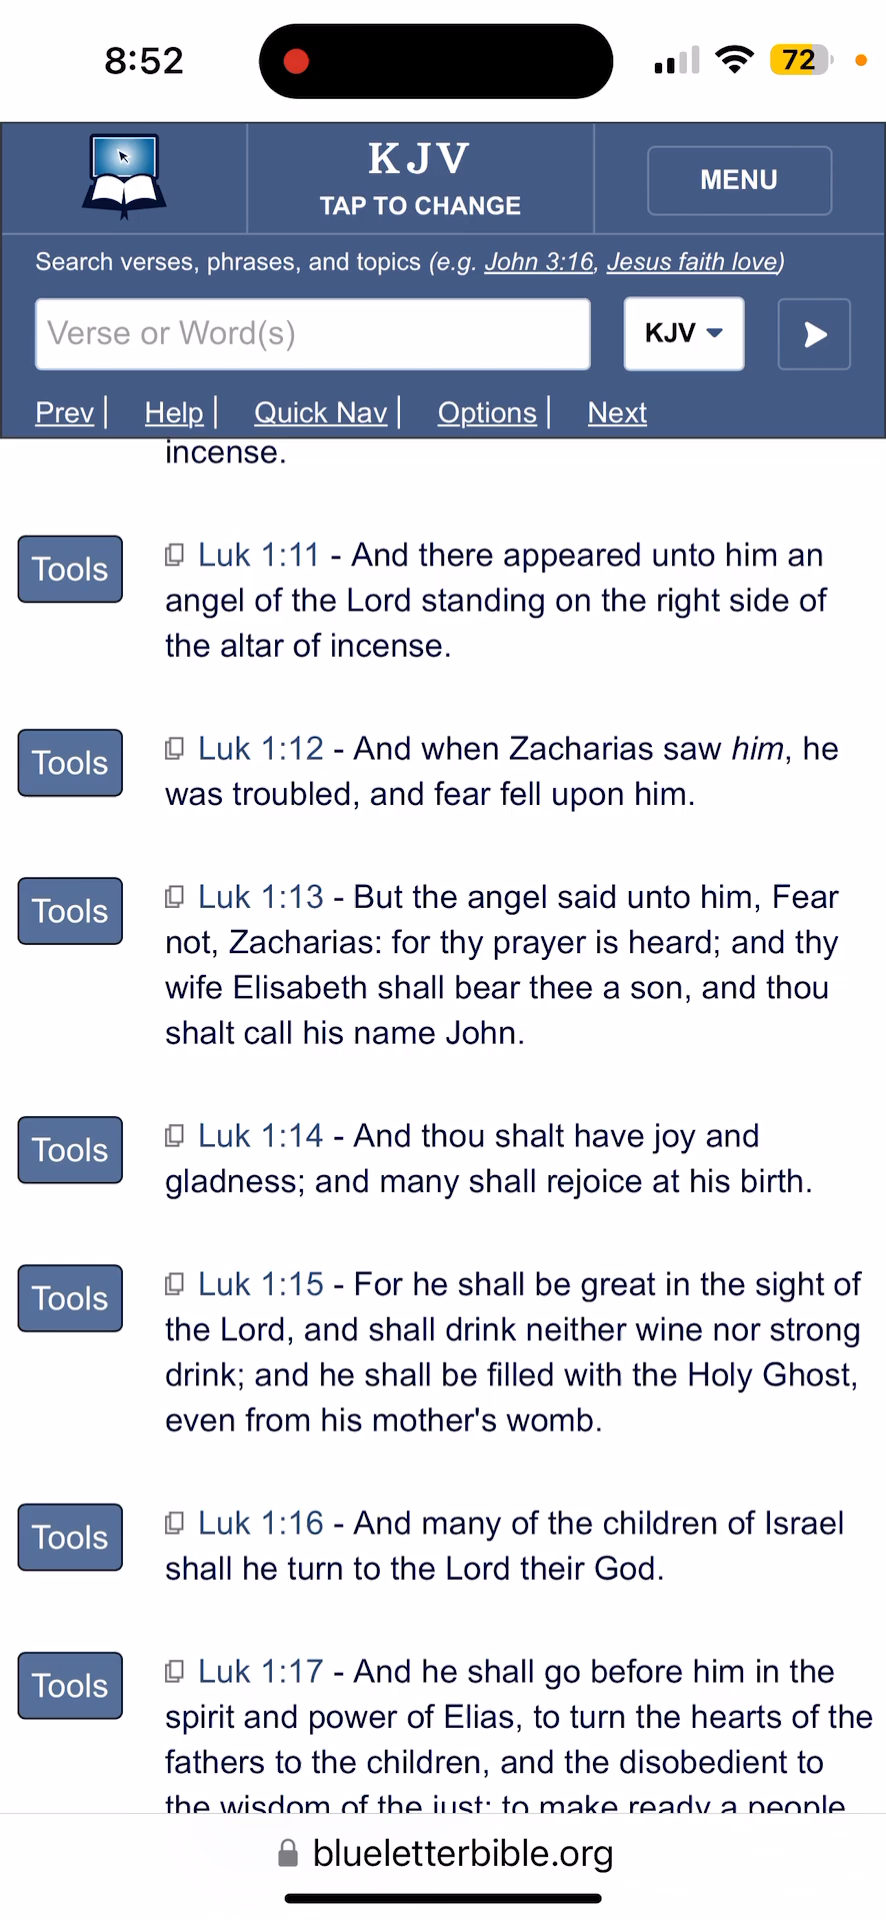 8:52
72
KJV
TAP TO CHANGE
MENU
Search verses, phrases, and topics (e.g. John 3:16, Jesus faith love)
Verse or Word(s)
KJV
Prev | Help | Quick Nav | Options | Next
incense.
Tools
Luk 1:11 - And there appeared unto him an
angel of the Lord standing on the right side of
the altar of incense.
Tools
Luk 1:12 - And when Zacharias saw him, he
was troubled, and fear fell upon him.
Tools
Luk 1:13 - But the angel said unto him, Fear
not, Zacharias: for thy prayer is heard; and thy
wife Elisabeth shall bear thee a son, and thou
shalt call his name John.
Tools
Luk 1:14 - And thou shalt have joy and
gladness; and many shall rejoice at his birth.
Tools
Luk 1:15 - For he shall be great in the sight of
the Lord, and shall drink neither wine nor strong
drink; and he shall be filled with the Holy Ghost,
even from his mother's womb.
Tools
Luk 1:16 - And many of the children of Israel
shall he turn to the Lord their God.
Tools
Luk 1:17 - And he shall go before him in the
spirit and power of Elias, to turn the hearts of the
fathers to the children, and the disobedient to
the wisdom of the just; to make ready a people
blueletterbible.org